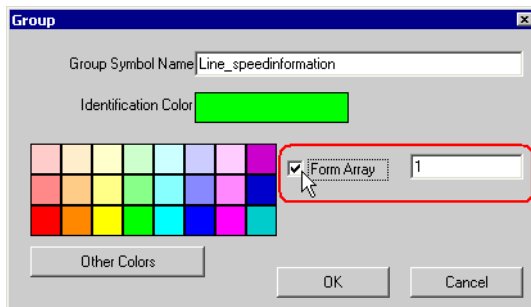 Group
Group Symbol Name Line_speedinformation
Identification Color
Form Array 1
Other Colors
OK Cancel